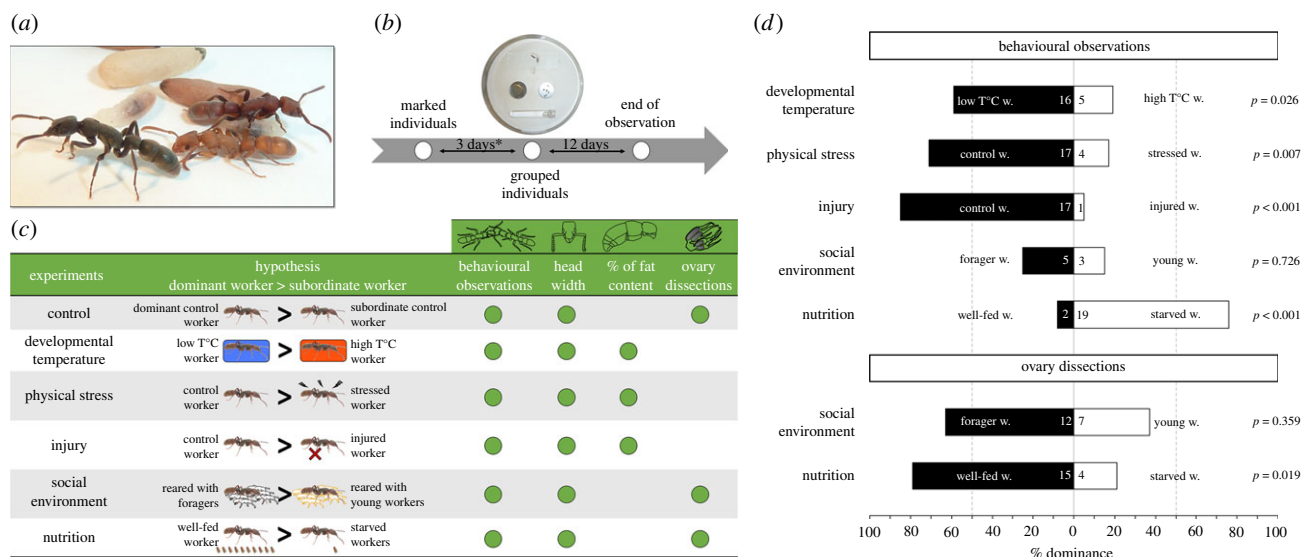 (a)
(b)
marked
individuals
end of
observation
3 days*
12 days
grouped
individuals
(c)
experiments
hypothesis
dominant worker > subordinate worker
behavioural
observations
head
width
% of fat
content
ovary
dissections
control
dominant control
worker
>
subordinate control
worker
developmental
temperature
low T°C
worker
>
high T°C
worker
physical stress
control
worker
>
stressed
worker
injury
control
worker
>
injured
worker
social
environment
reared with
foragers
>
reared with
young workers
nutrition
well-fed
worker
>
starved
workers
(d)
behavioural observations
developmental
temperature
low T°C w. 16 5 high T°C w. p = 0.026
physical stress control w. 17 4 stressed w. p = 0.007
injury control w. 17 1 injured w. p < 0.001
social
environment
forager w. 5 3 young w. p = 0.726
nutrition well-fed w. 2 19 starved w. p < 0.001
ovary dissections
social
environment
forager w. 12 7 young w. p = 0.359
nutrition well-fed w. 15 4 starved w. p = 0.019
100 80 60 40 20 0 20 40 60 80 100
% dominance